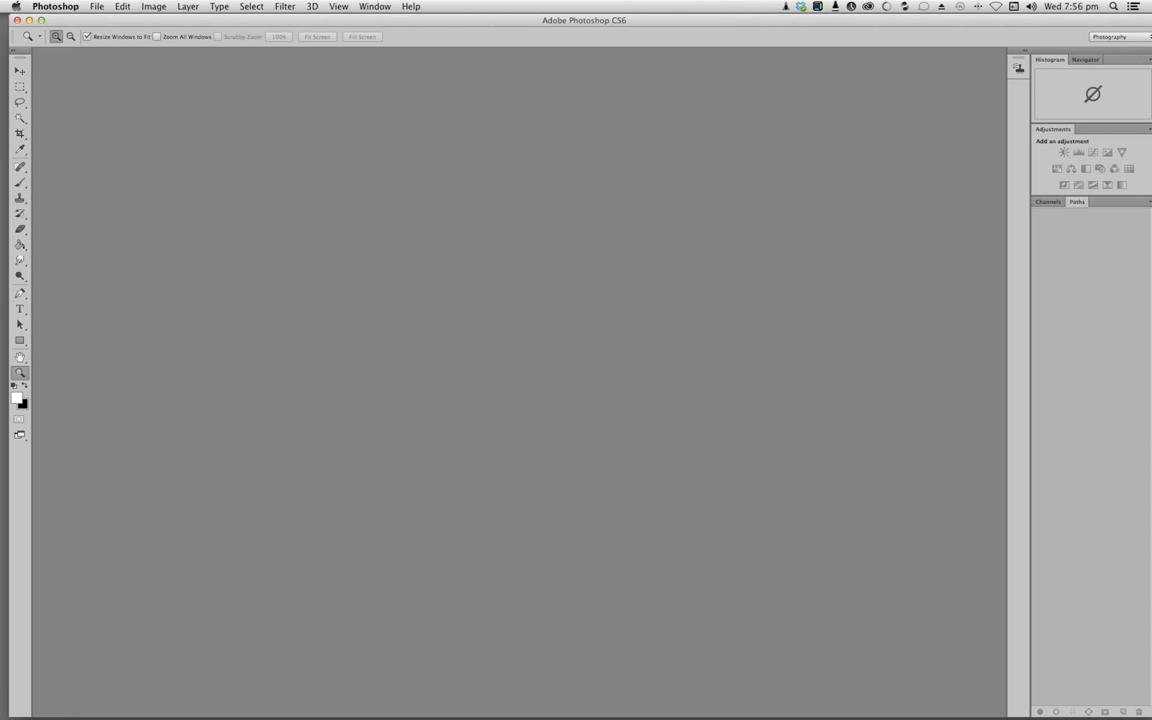 Photoshop File Edit Image Layer Type Select Filter 3D View Window Help Wed 7:56 pm
Adobe Photoshop CS6
Resize Windows to Fit Zoom All Windows Scrubby Zoom 100% Fit Screen Fill Screen Photography
Histogram Navigator
Adjustments
Add an adjustment
Channels Paths
T